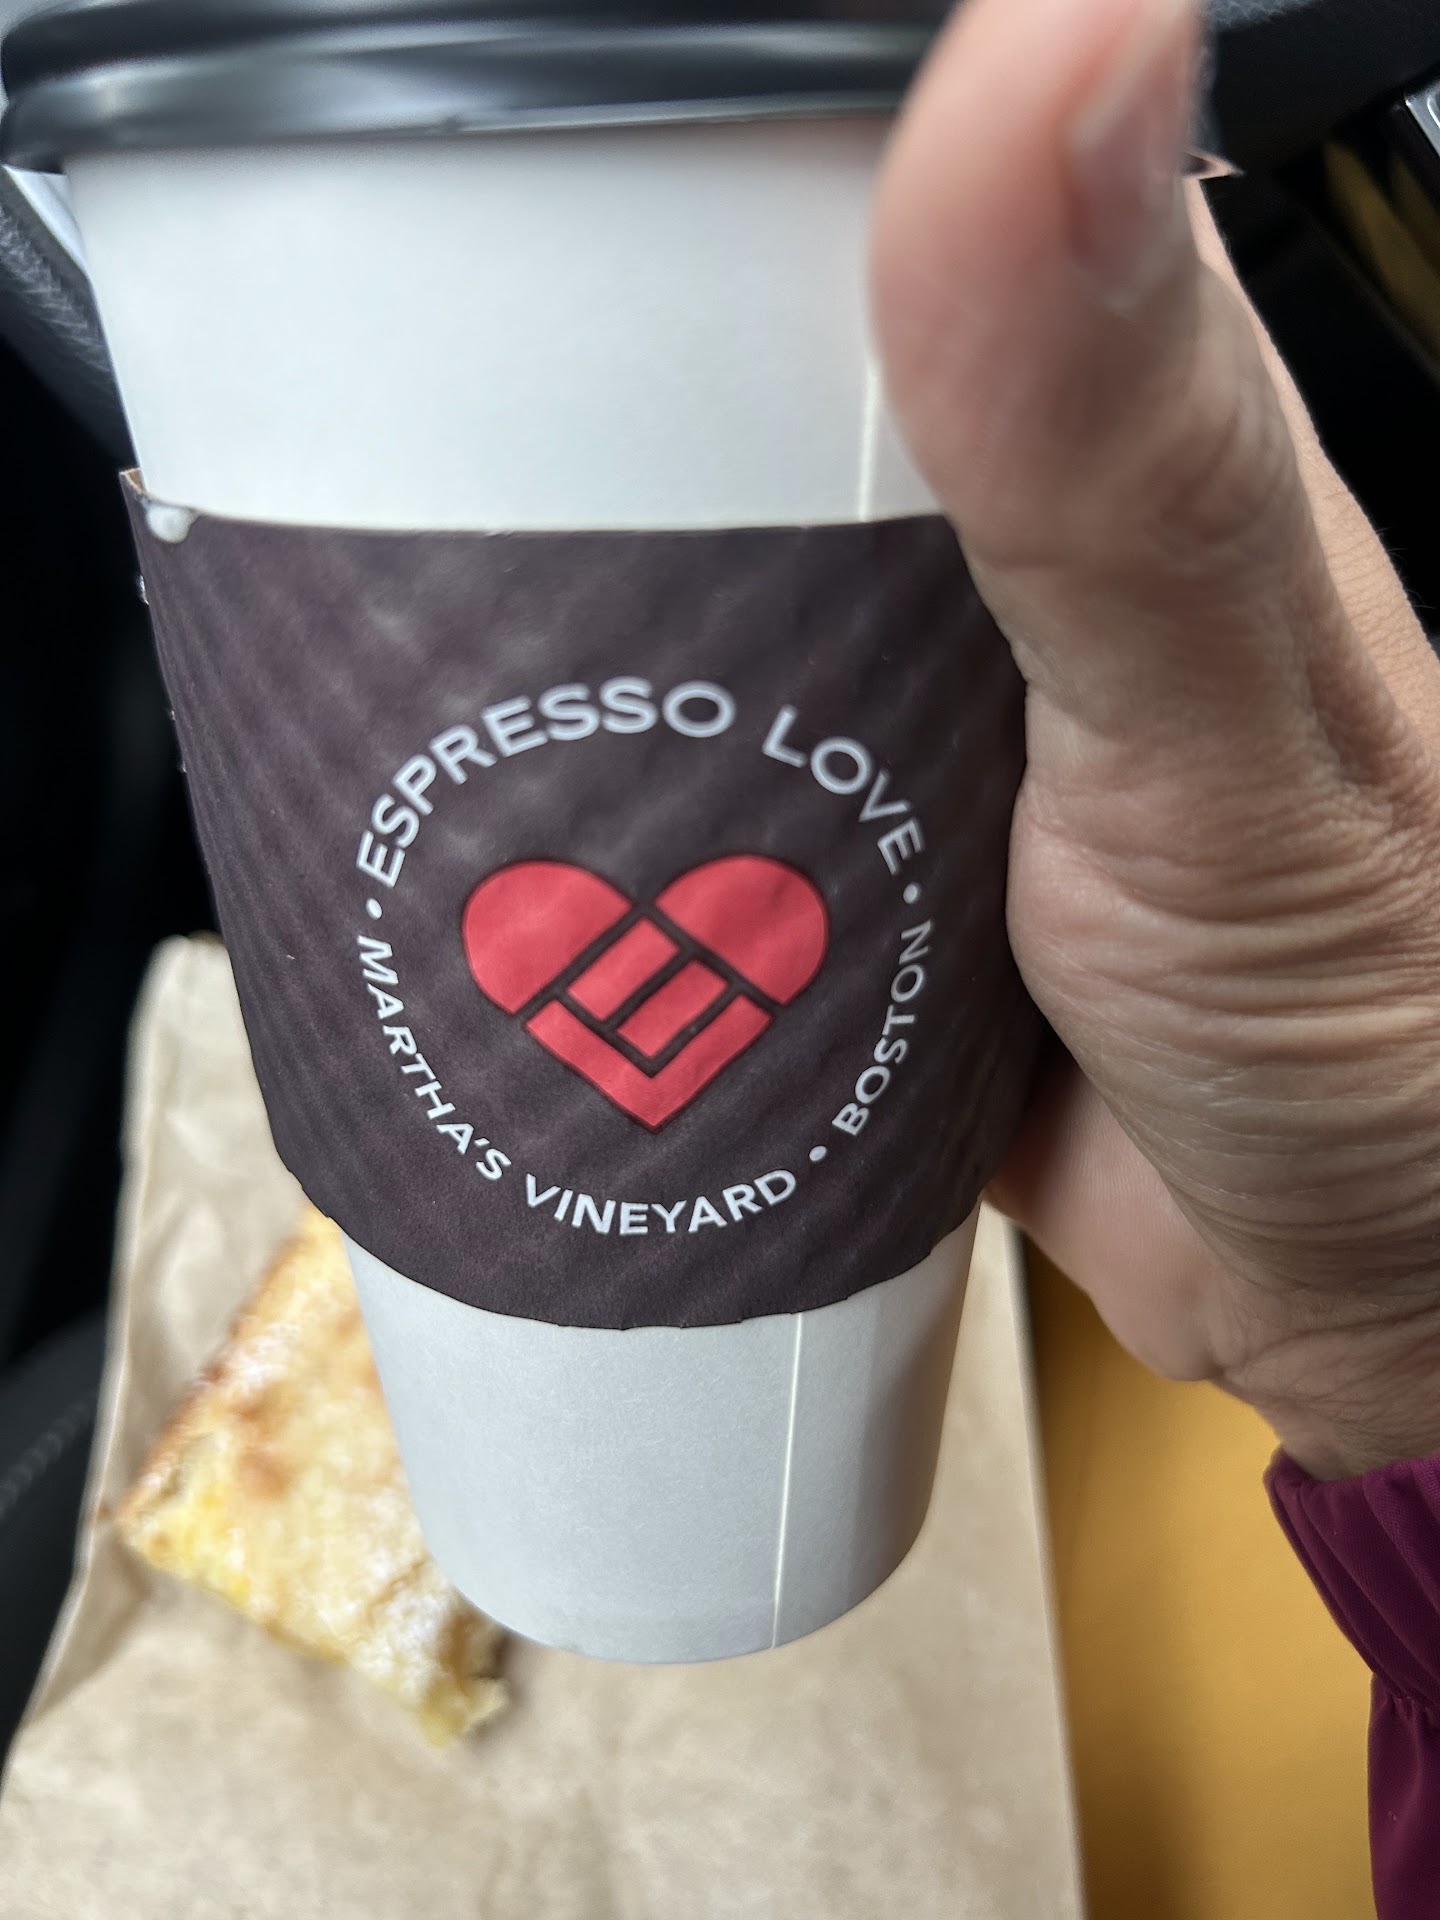 ESPRESSO LOVE • BOSTON • MARTHA'S VINEYARD •